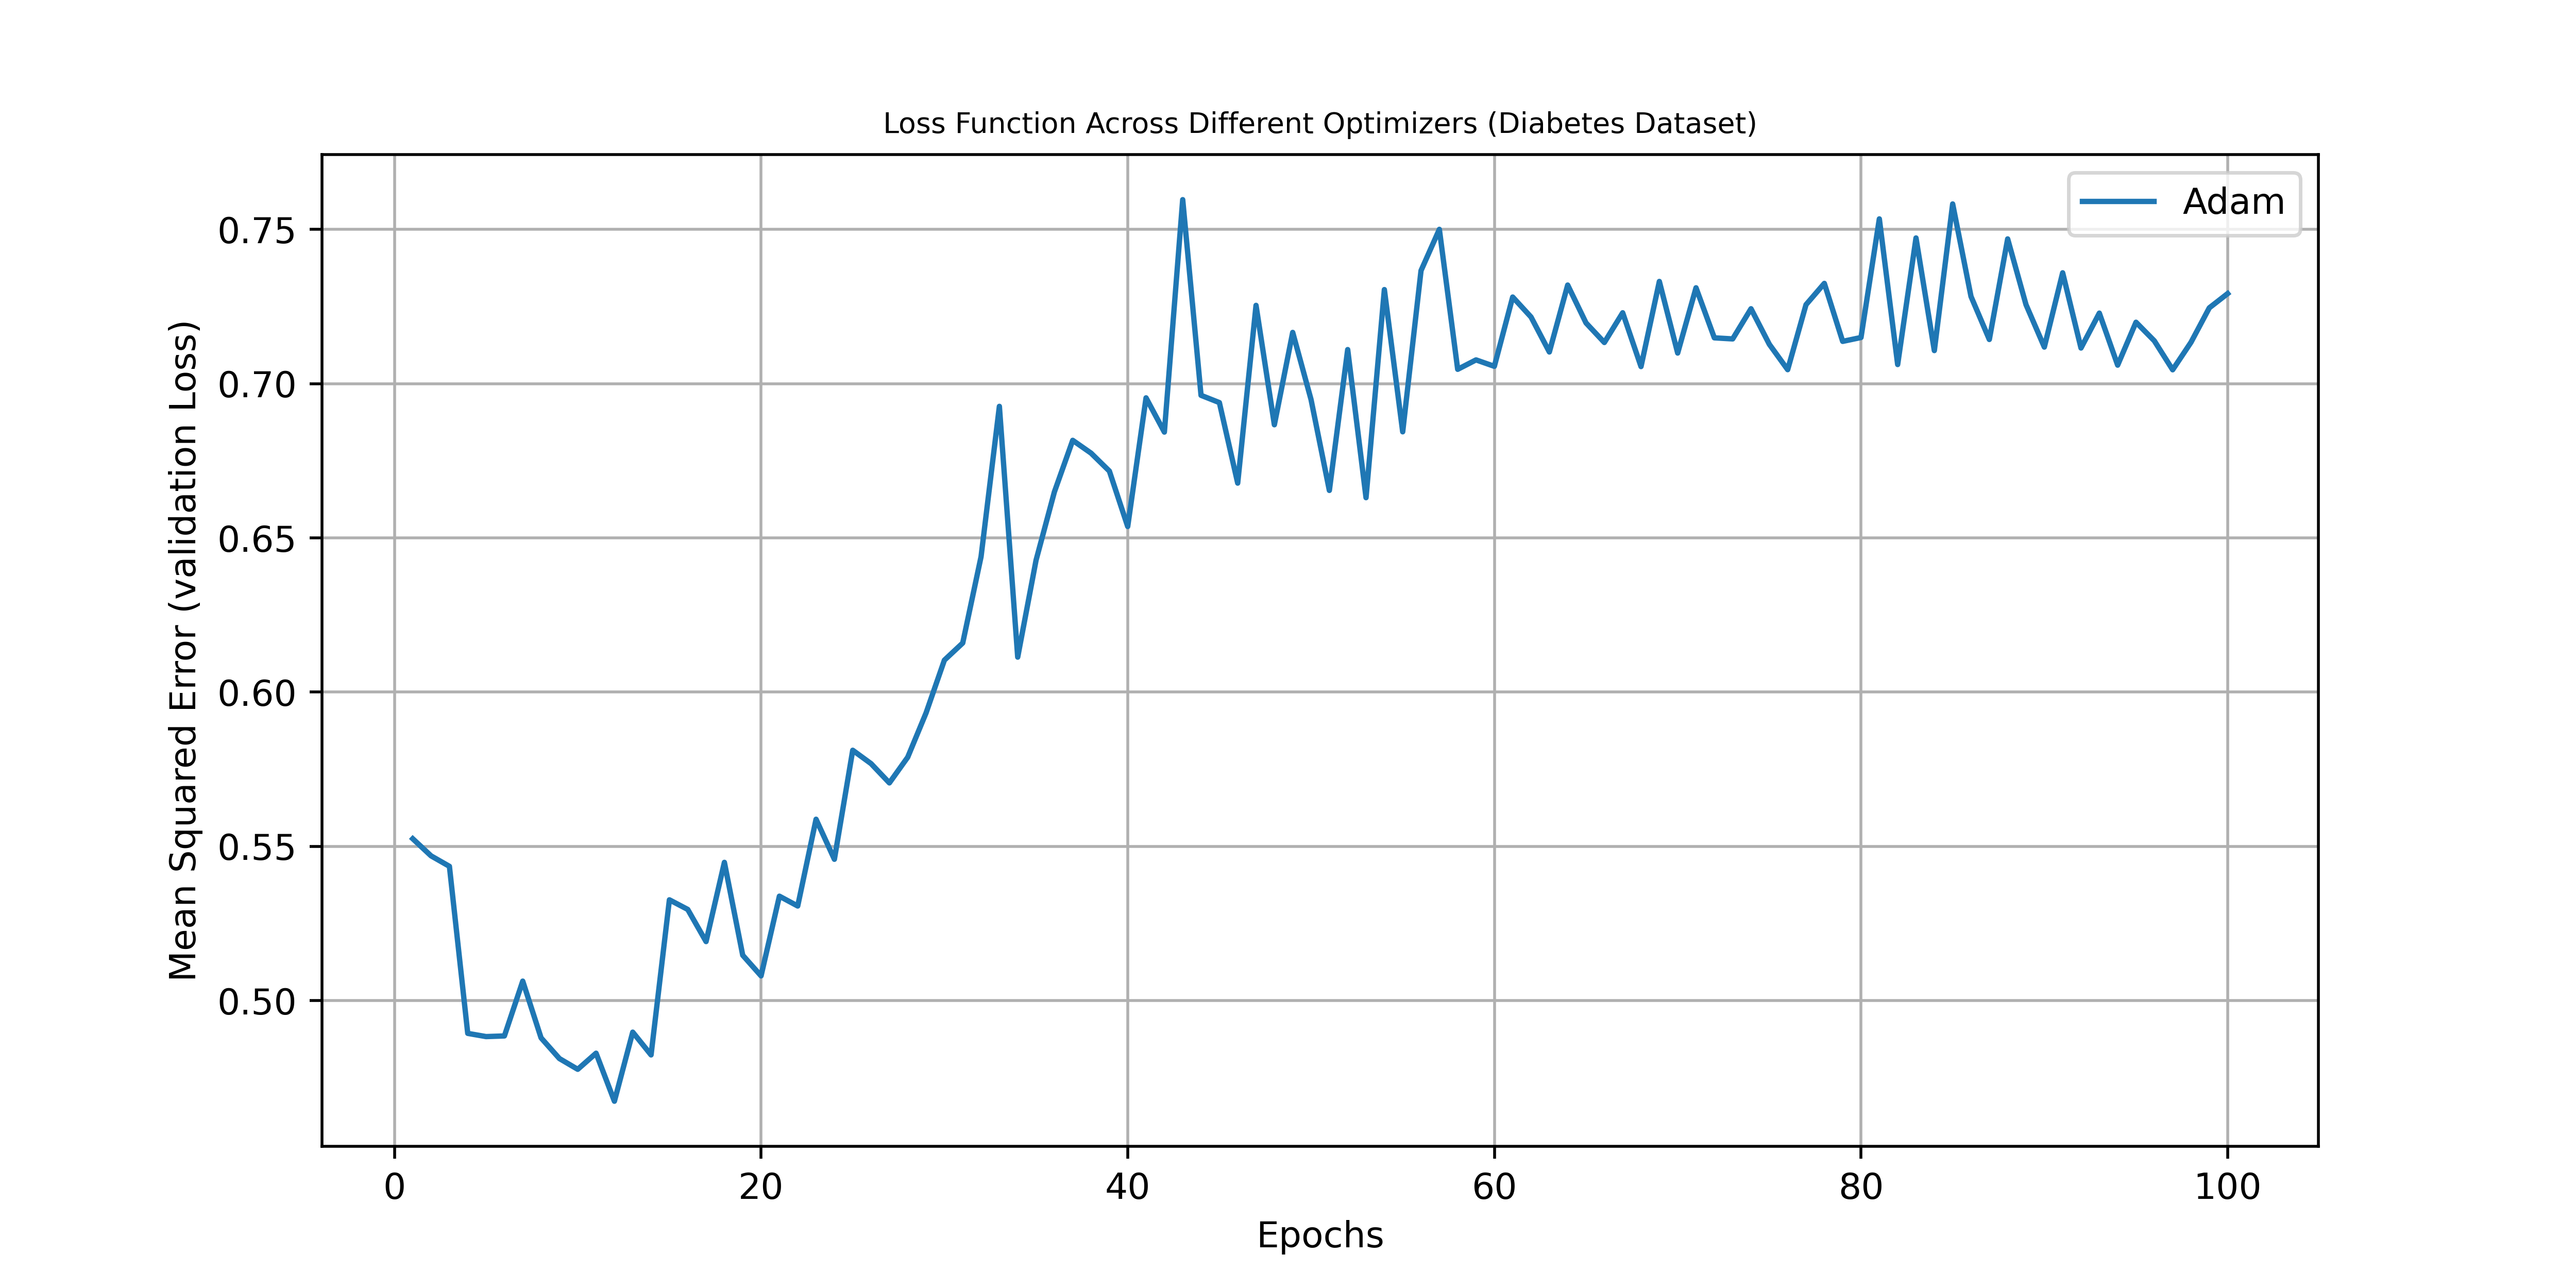 Loss Function Across Different Optimizers (Diabetes Dataset)
Adam
Mean Squared Error (validation Loss)
0.75
0.70
0.65
0.60
0.55
0.50
0 20 40 60 80 100
Epochs